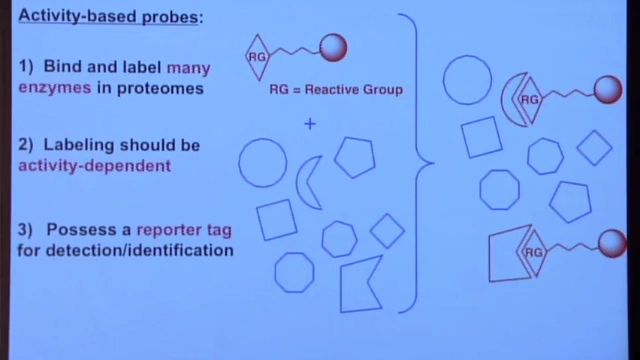 Activity-based probes:
1) Bind and label many
enzymes in proteomes
2) Labeling should be
activity-dependent
3) Possess a reporter tag
for detection/identification
RG
RG = Reactive Group
+
RG
RG